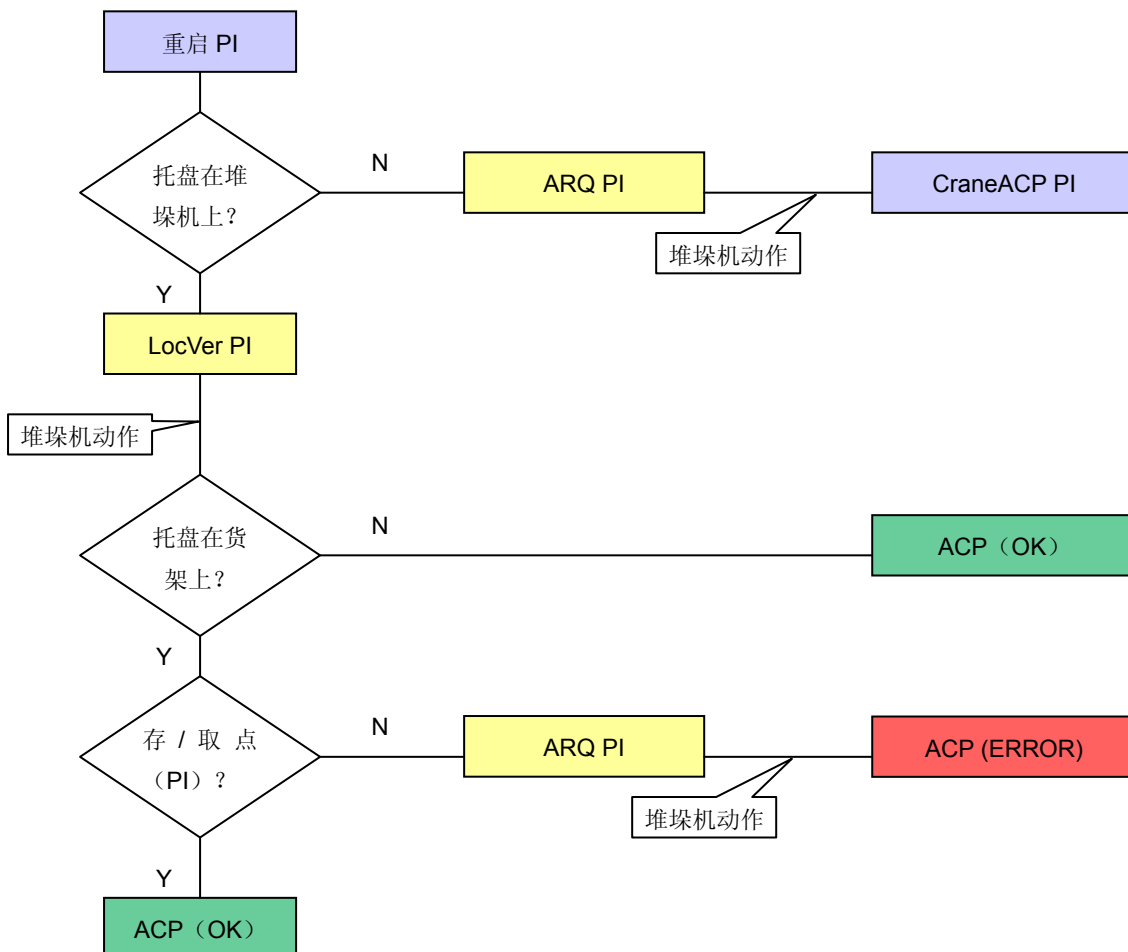 重启 PI
托盘在堆
垛机上？
N
ARQ PI
CraneACP PI
堆垛机动作
Y
LocVer PI
堆垛机动作
托盘在货
架上？
N
ACP（OK）
Y
存 / 取 点
（PI）？
N
ARQ PI
ACP (ERROR)
堆垛机动作
Y
ACP（OK）